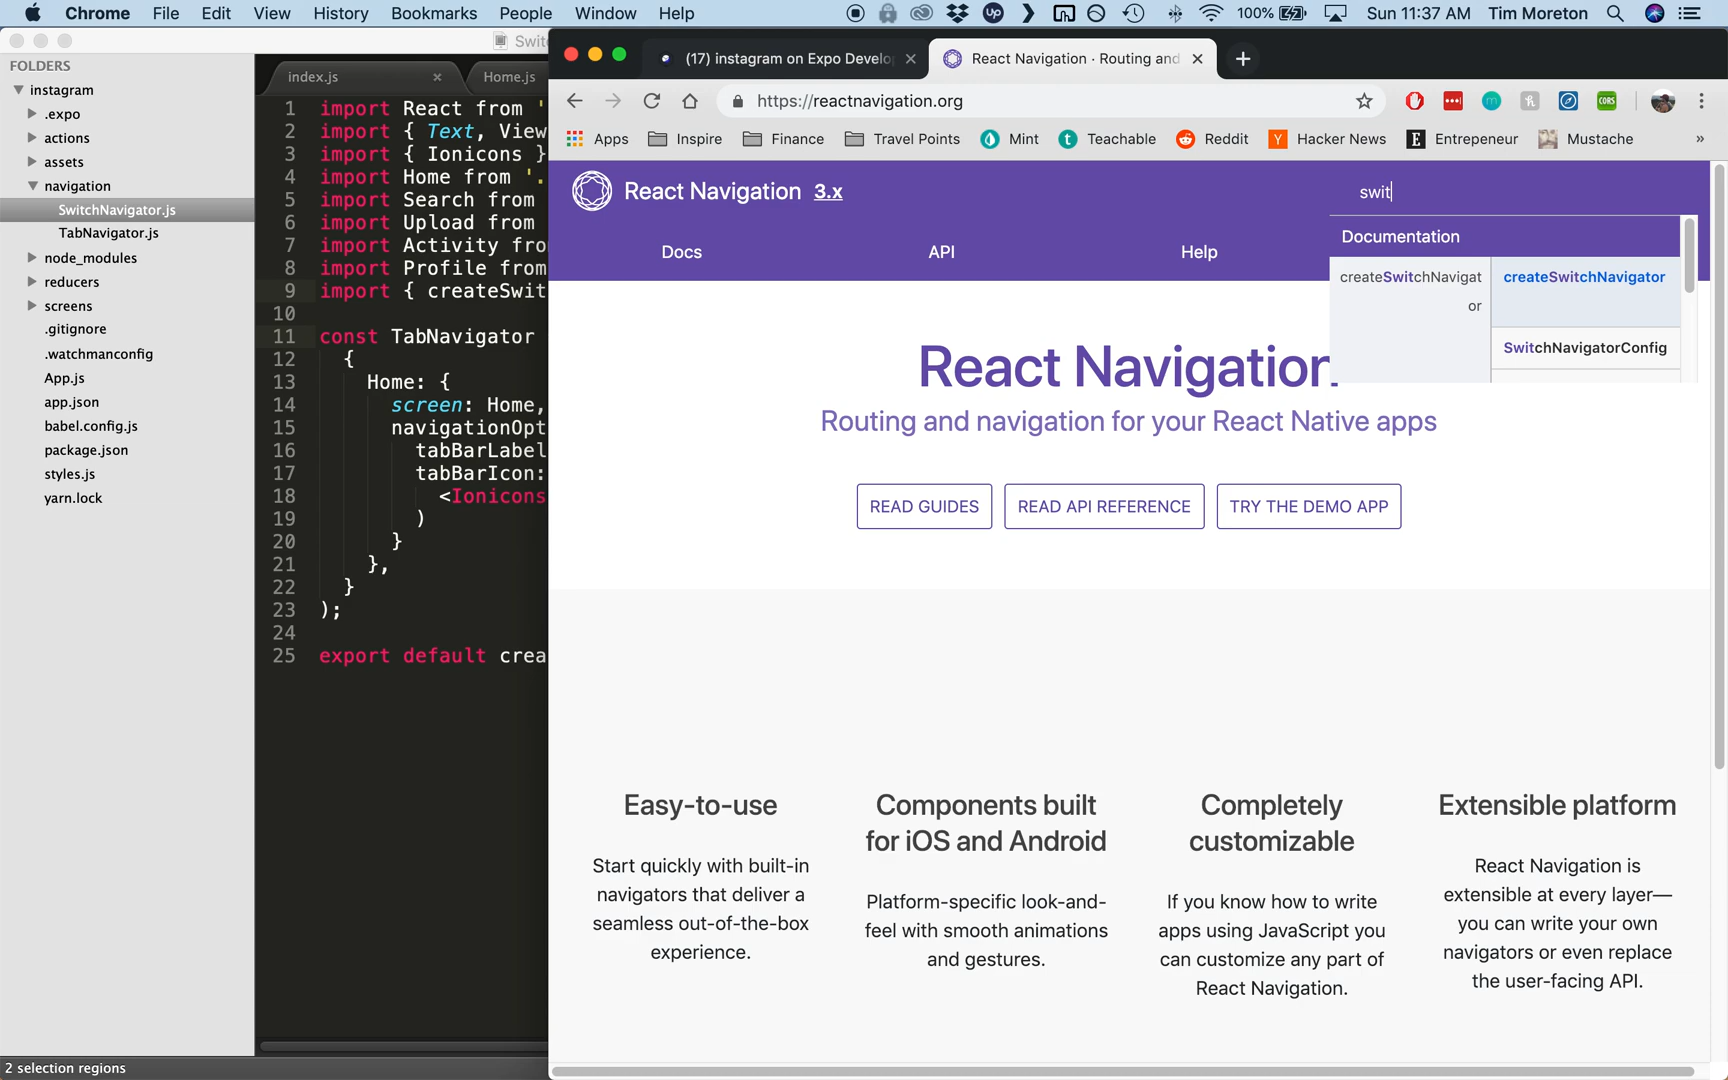 Chrome File Edit View History Bookmarks People Window Help 100% Sun 11:37 AM Tim Moreton
FOLDERS
instagram
.expo
actions
assets
navigation
SwitchNavigator.js
TabNavigator.js
node_modules
reducers
screens
.gitignore
.watchmanconfig
App.js
app.json
babel.config.js
package.json
styles.js
yarn.lock
2 selection regions
Swit
index.js Home.js
1 import React from '
2 import { Text, View
3 import { Ionicons }
4 import Home from '.
5 import Search from
6 import Upload from
7 import Activity fro
8 import Profile from
9 import { createSwit
10
11 const TabNavigator
12 {
13 Home: {
14 screen: Home,
15 navigationOpt
16 tabBarLabel
17 tabBarIcon:
18 <Ionicons
19 )
20 }
21 },
22 }
23 );
24
25 export default crea
(17) instagram on Expo Develo
React Navigation · Routing and
https://reactnavigation.org
CORS
Apps Inspire Finance Travel Points Mint Teachable Reddit Hacker News Entrepeneur Mustache »
React Navigation 3.x
swit
Docs API Help
Documentation
createSwitchNavigat
or
createSwitchNavigator
SwitchNavigatorConfig
React Navigation
Routing and navigation for your React Native apps
READ GUIDES READ API REFERENCE TRY THE DEMO APP
Easy-to-use
Start quickly with built-in
navigators that deliver a
seamless out-of-the-box
experience.
Components built
for iOS and Android
Platform-specific look-and-
feel with smooth animations
and gestures.
Completely
customizable
If you know how to write
apps using JavaScript you
can customize any part of
React Navigation.
Extensible platform
React Navigation is
extensible at every layer—
you can write your own
navigators or even replace
the user-facing API.